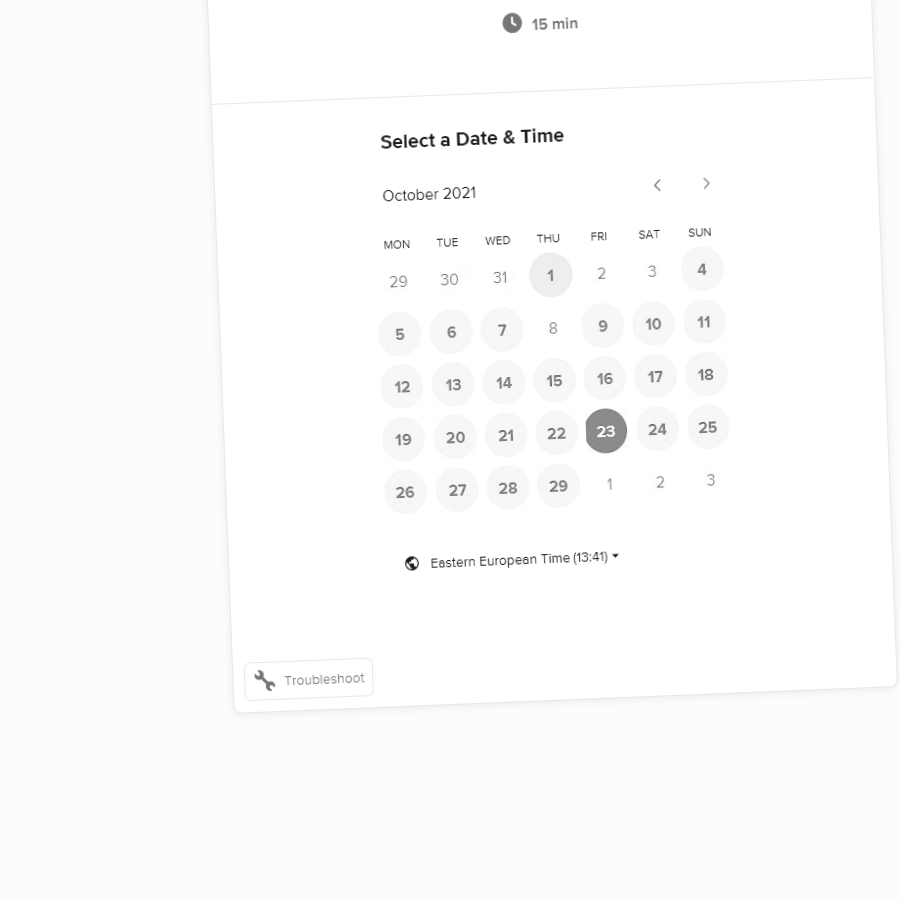 15 min
Select a Date & Time
October 2021
MON TUE WED THU FRI SAT SUN
29 30 31 1 2 3 4
5 6 7 8 9 10 11
12 13 14 15 16 17 18
19 20 21 22 23 24 25
26 27 28 29 1 2 3
Eastern European Time (13:41)
Troubleshoot